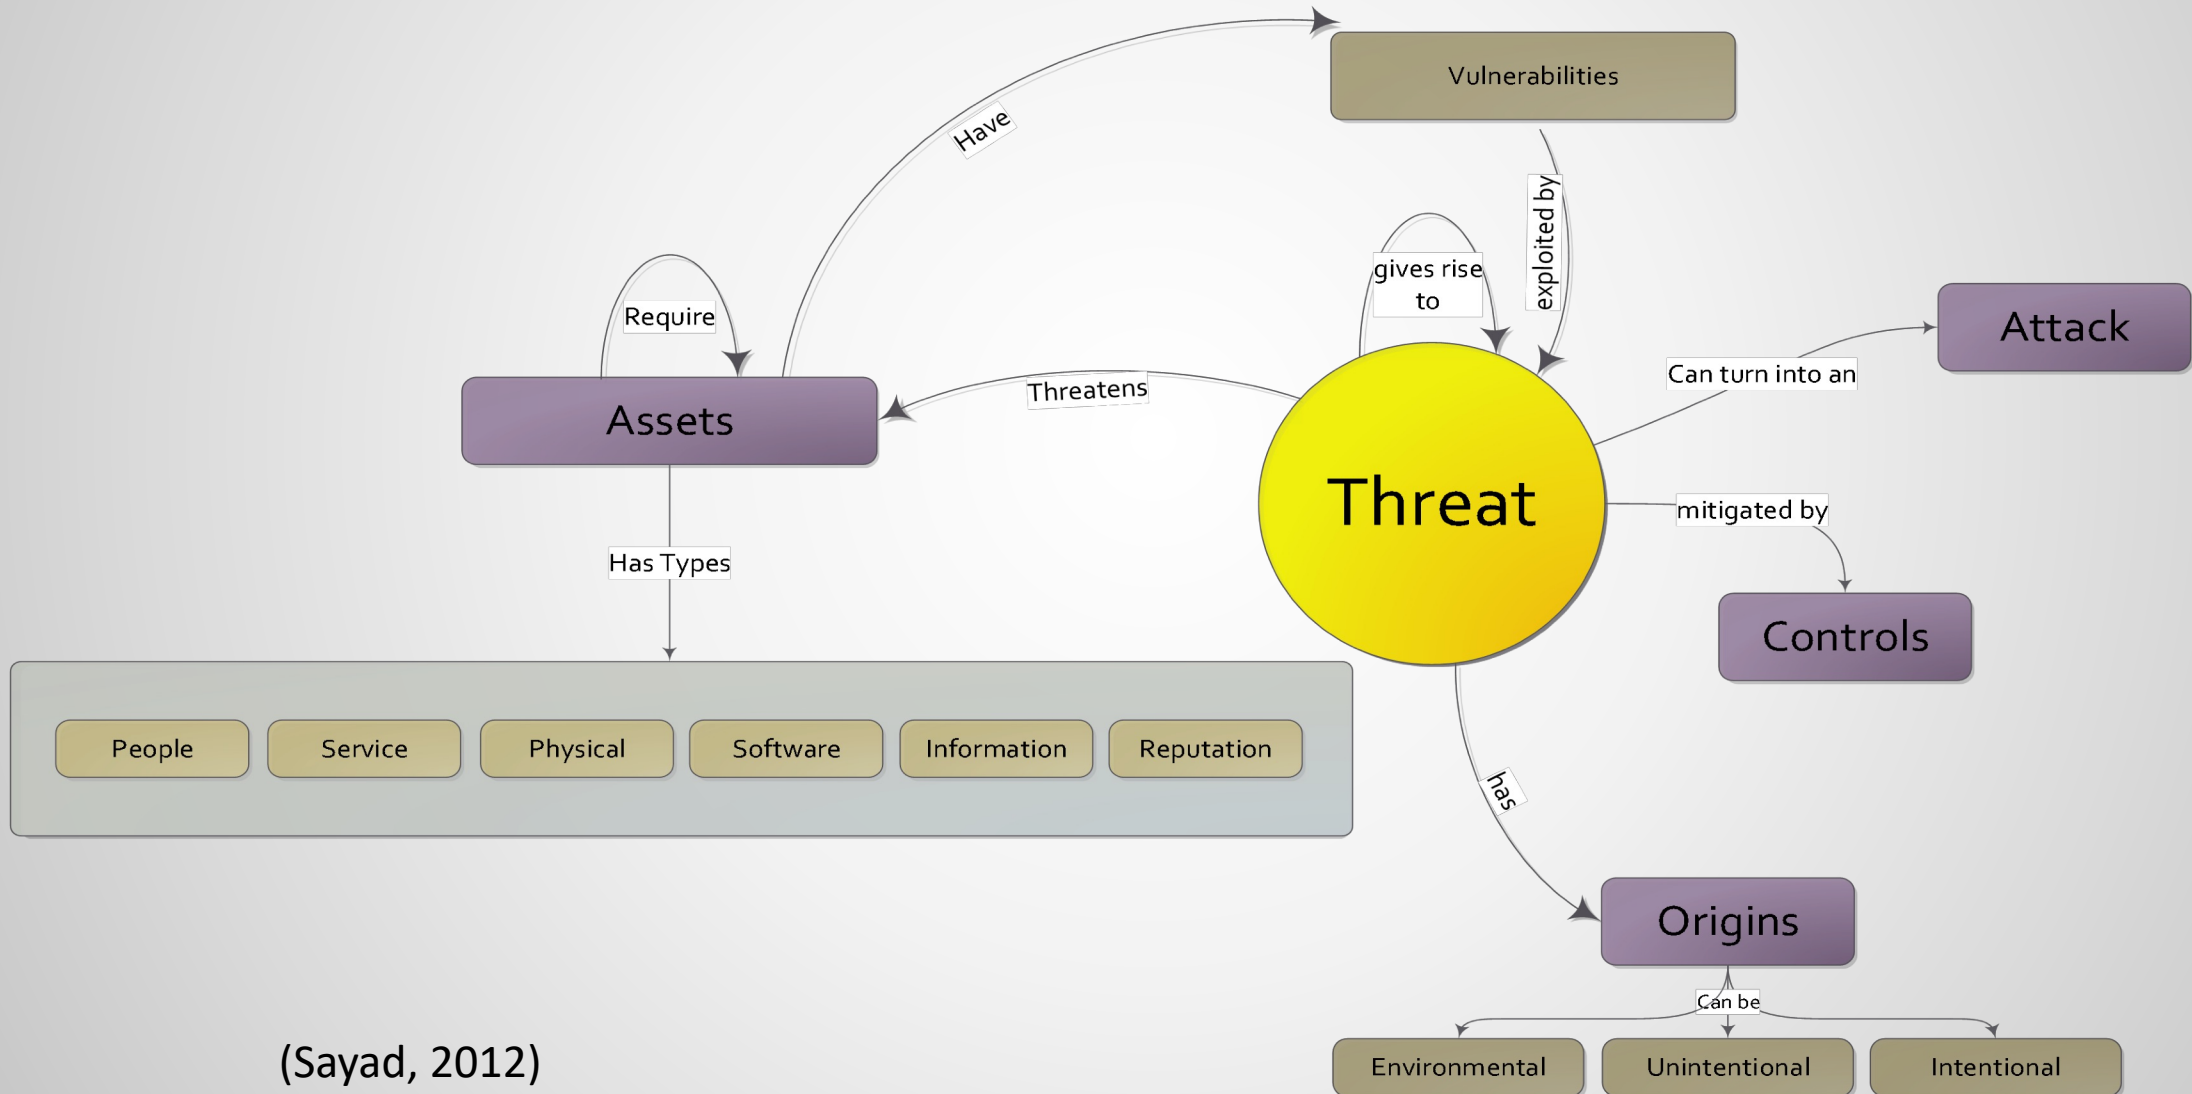 Vulnerabilities
Have
exploited by
gives rise
to
Require
Attack
Can turn into an
Threatens
Assets
Threat
mitigated by
Has Types
Controls
People
Service
Physical
Software
Information
Reputation
has
Origins
Can be
(Sayad, 2012)
Environmental
Unintentional
Intentional